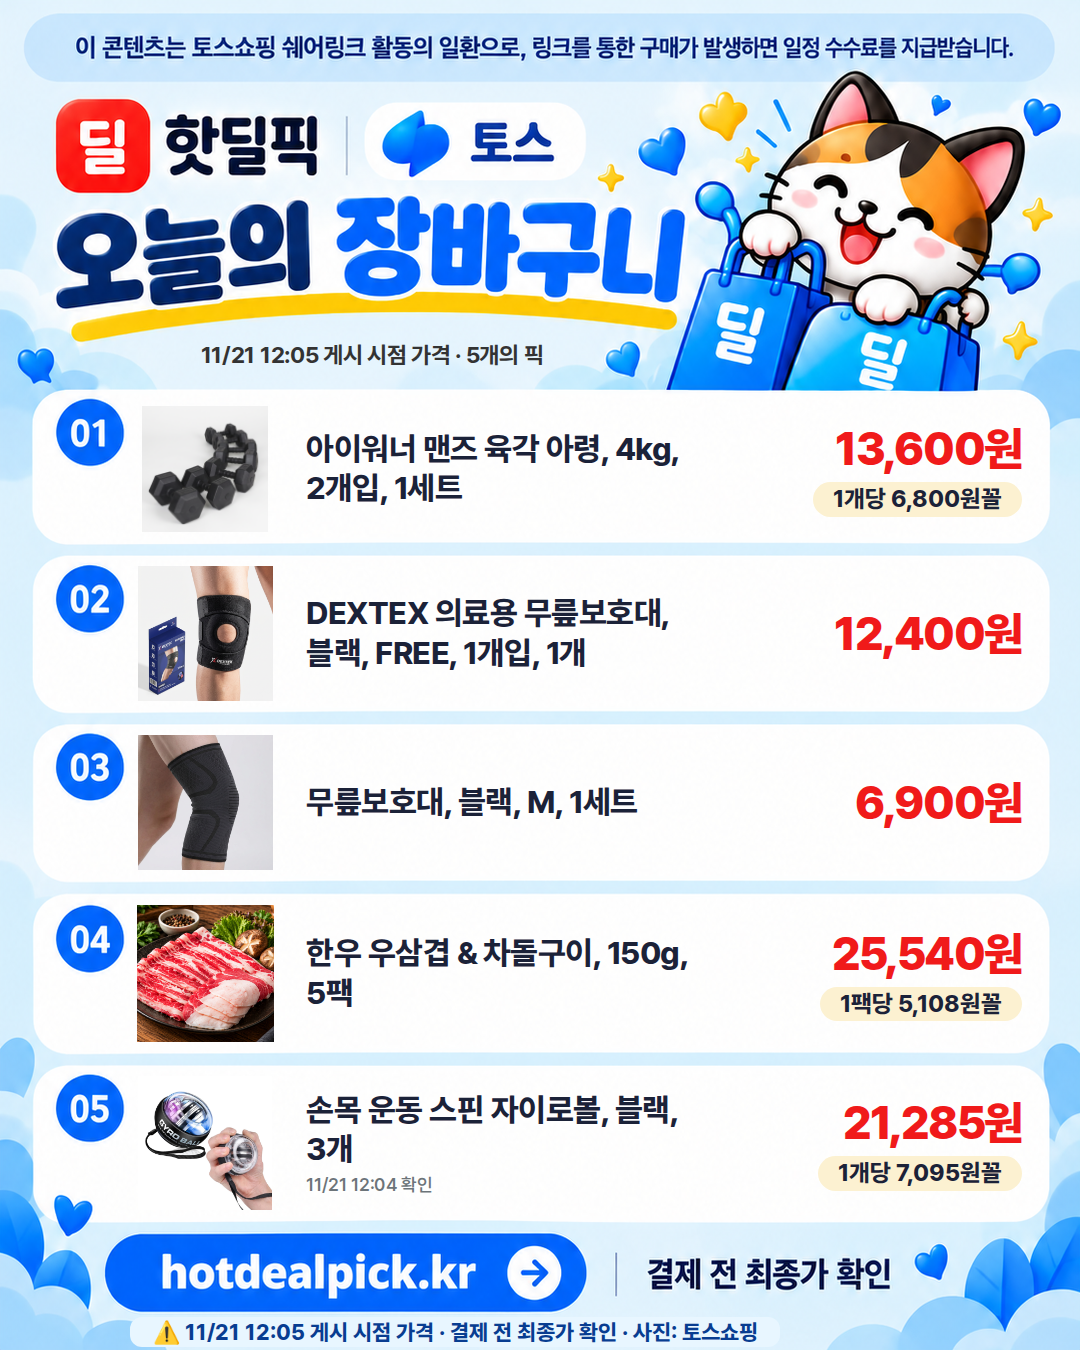 이 콘텐츠는 토스쇼핑 쉐어링크 활동의 일환으로, 링크를 통한 구매가 발생하면 일정 수수료를 지급받습니다.
딜 핫딜픽 토스
오늘의 장바구니
11/21 12:05 게시 시점 가격 · 5개의 픽
딜
딜
01
아이워너 맨즈 육각 아령, 4kg,
2개입, 1세트
13,600원
1개당 6,800원꼴
02
DEXTEX 의료용 무릎보호대,
블랙, FREE, 1개입, 1개
12,400원
03
무릎보호대, 블랙, M, 1세트
6,900원
04
한우 우삼겹 & 차돌구이, 150g,
5팩
25,540원
1팩당 5,108원꼴
05
GYRO BALL
손목 운동 스핀 자이로볼, 블랙,
3개
11/21 12:04 확인
21,285원
1개당 7,095원꼴
hotdealpick.kr
결제 전 최종가 확인
⚠️ 11/21 12:05 게시 시점 가격 · 결제 전 최종가 확인 · 사진: 토스쇼핑